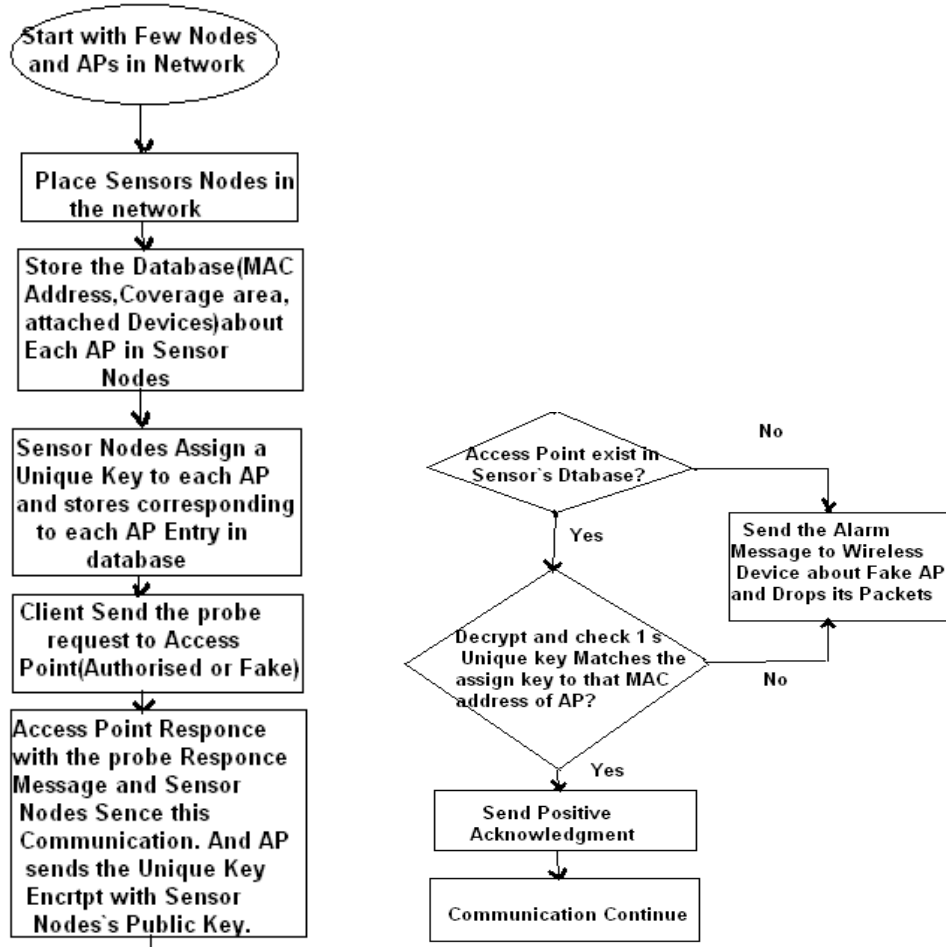 Start with Few Nodes
and APs in Network
Place Sensors Nodes in
the network
Store the Database(MAC
Address,Coverage area,
attached Devices)about
Each AP in Sensor
Nodes
Sensor Nodes Assign a
Unique Key to each AP
and stores corresponding
to each AP Entry in
database
Client Send the probe
request to Access
Point(Authorised or Fake)
Access Point Responce
with the probe Responce
Message and Sensor
Nodes Sence this
Communication. And AP
sends the Unique Key
Encrtpt with Sensor
Nodes`s Public Key.
Access Point exist in
Sensor`s Dtabase?
No
Yes
Send the Alarm
Message to Wireless
Device about Fake AP
and Drops its Packets
Decrypt and check 1 s
Unique key Matches the
assign key to that MAC
address of AP?
No
Yes
Send Positive
Acknowledgment
Communication Continue